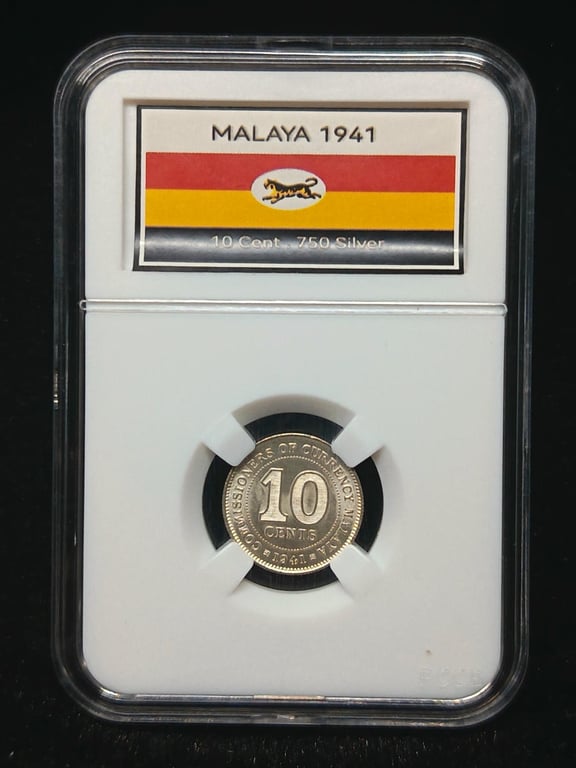 MALAYA 1941
10 Cent . 750 Silver
COMMISSIONERS OF CURRENCY MALAYA
10
CENTS
1941